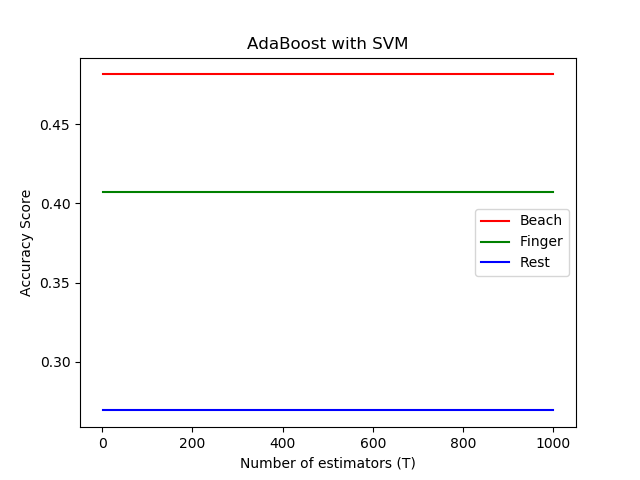 AdaBoost with SVM
Accuracy Score
0.45
0.40
0.35
0.30
Beach
Finger
Rest
0 200 400 600 800 1000
Number of estimators (T)